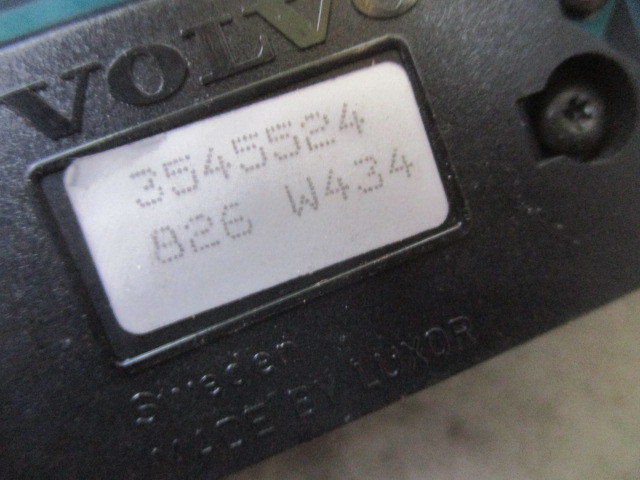 VOLVO
3545524
826 W434
Sweden
MADE BY LUXOR